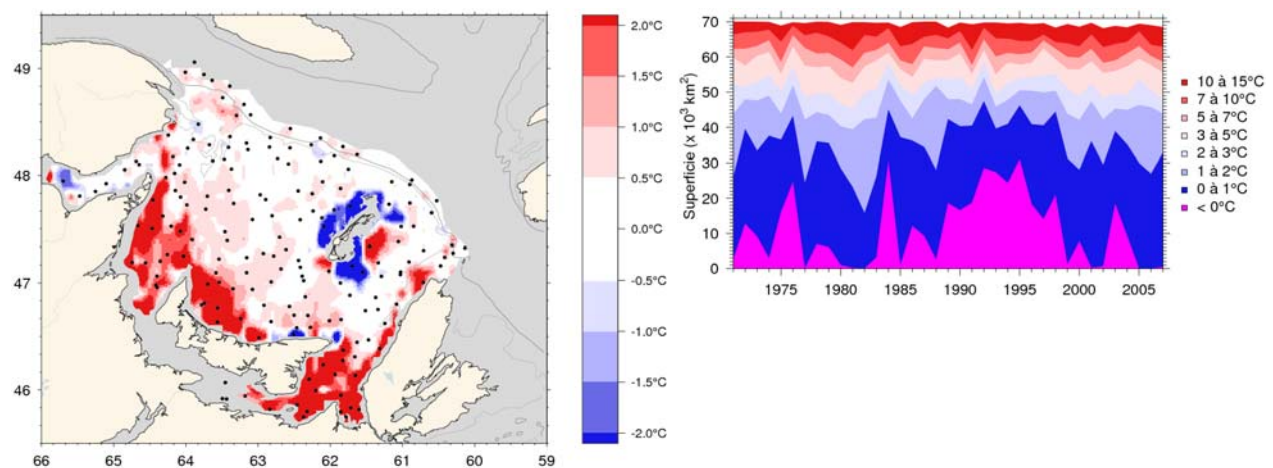 49
48
47
46
45
66 65 64 63 62 61 60 59
2.0°C
1.5°C
1.0°C
0.5°C
0.0°C
-0.5°C
-1.0°C
-1.5°C
-2.0°C
Superficie (x 10³ km²)
70
60
50
40
30
20
10
0
1975 1980 1985 1990 1995 2000 2005
10 à 15°C
7 à 10°C
5 à 7°C
3 à 5°C
2 à 3°C
1 à 2°C
0 à 1°C
< 0°C